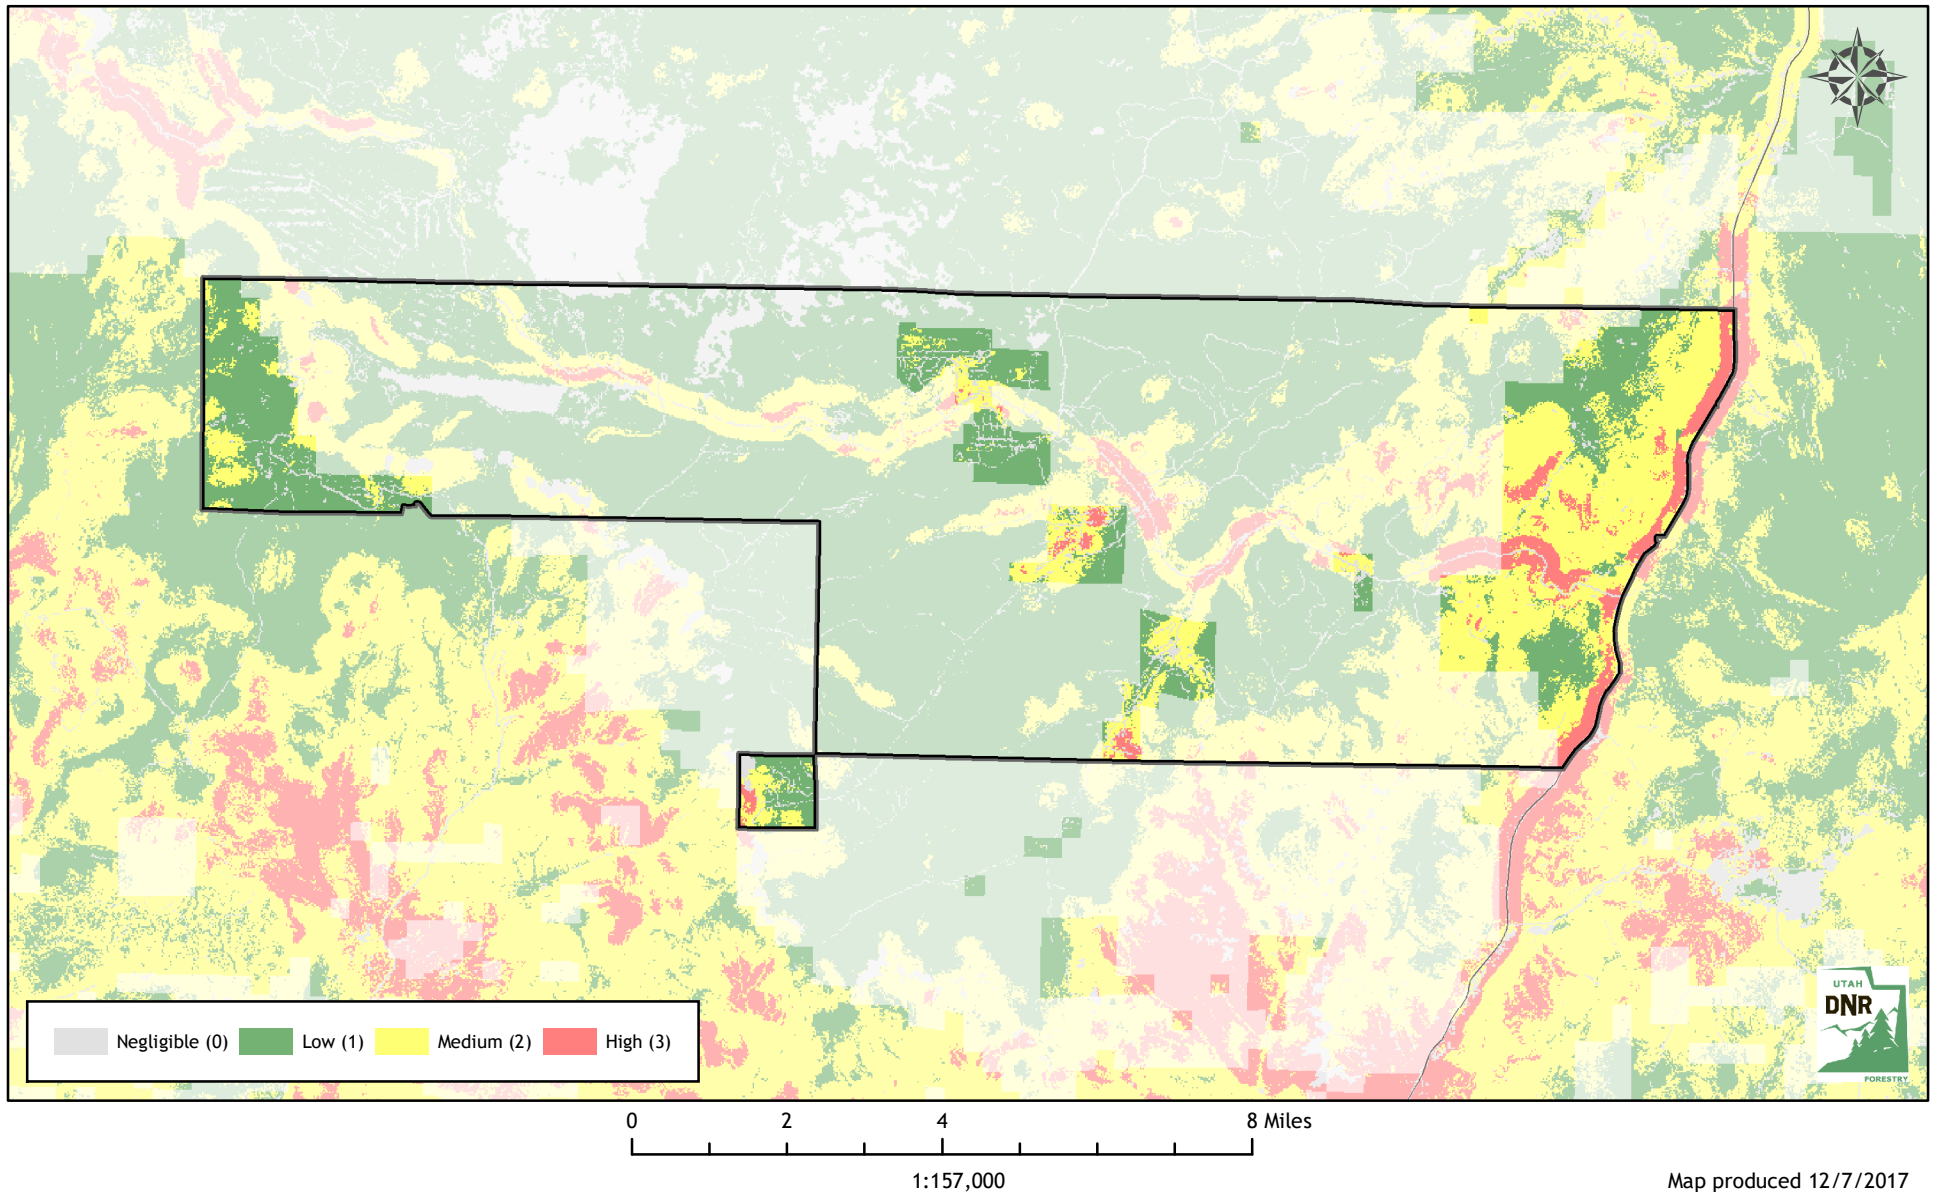 UTAH
DNR
FORESTRY
Negligible (0) Low (1) Medium (2) High (3)
0 2 4 8 Miles
1:157,000
Map produced 12/7/2017